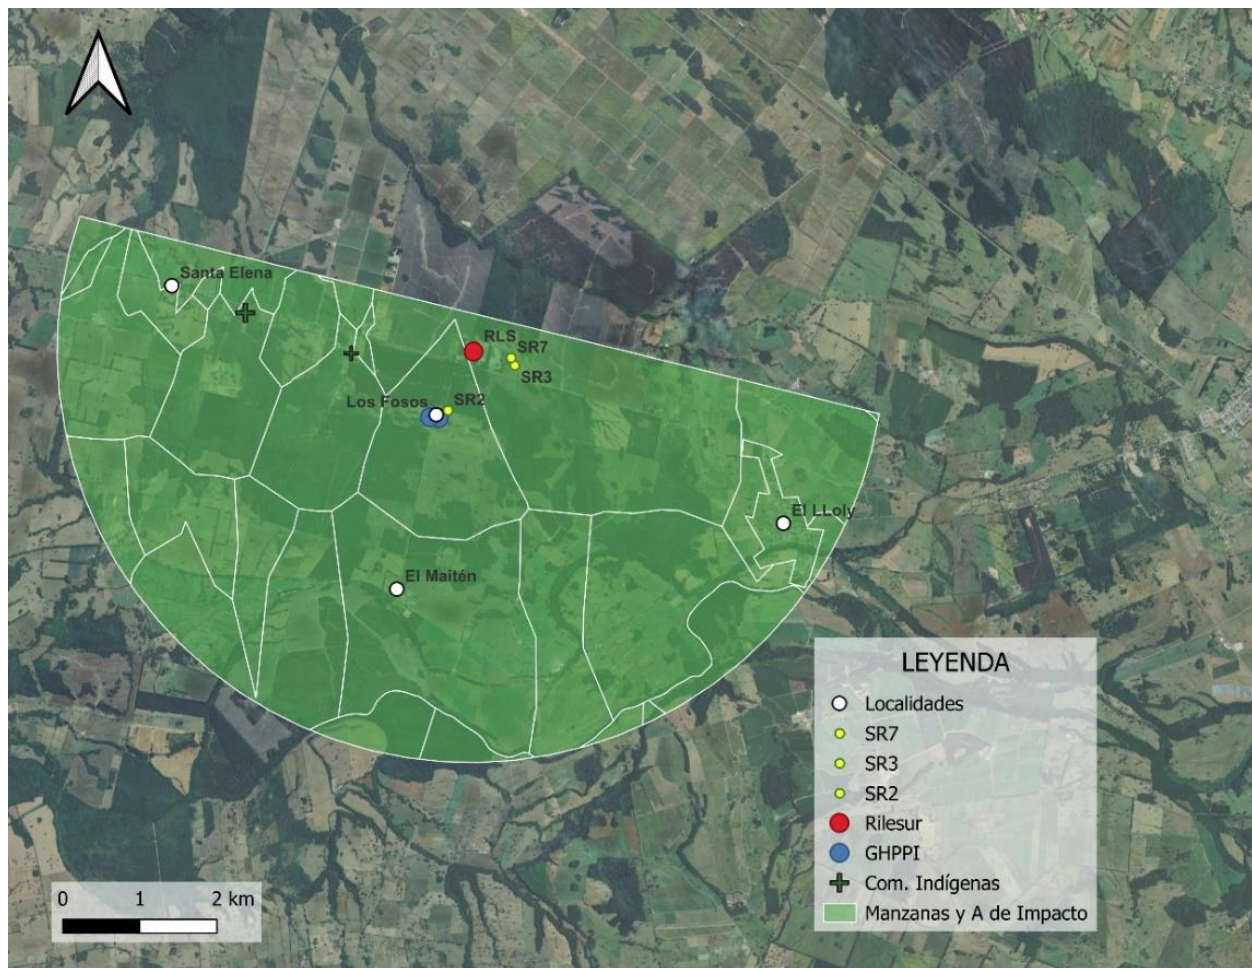 Santa Elena
RLS
SR7
SR3
Los Fosos
SR2
El LLoly
El Maitén
LEYENDA
Localidades
SR7
SR3
SR2
Rilesur
GHPPI
Com. Indígenas
Manzanas y A de Impacto
0 1 2 km